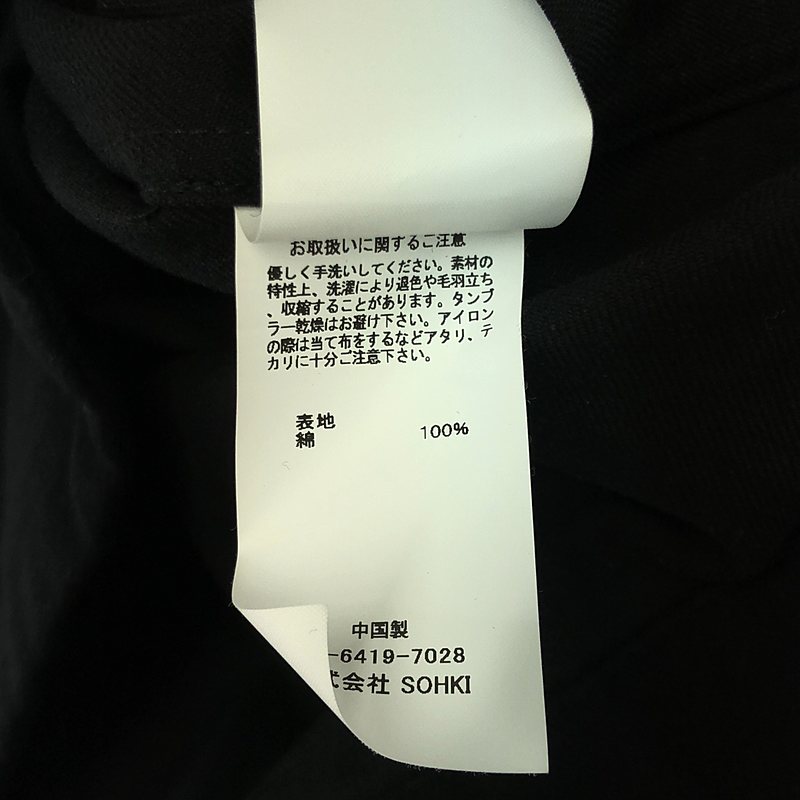 お取扱いに関するご注意
優しく手洗いしてください。素材の
特性上、洗濯により退色や毛羽立ち
、収縮することがあります。タンブ
ラー乾燥はお避け下さい。アイロン
の際は当て布をするなどアタリ、テ
カリに十分ご注意下さい。
表地
綿 100%
中国製
-6419-7028
式会社 SOHKI